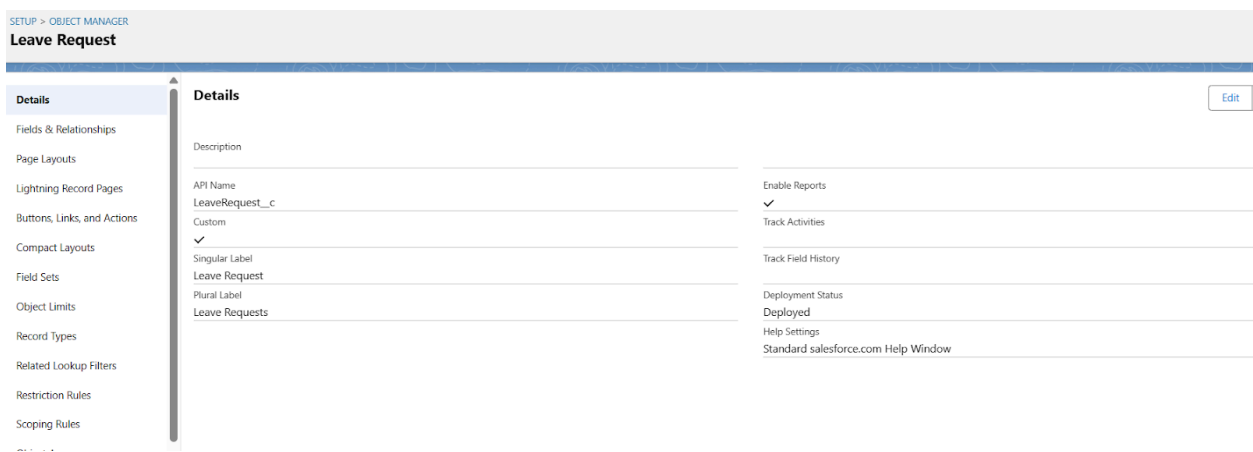 SETUP > OBJECT MANAGER
Leave Request
Details
Fields & Relationships
Page Layouts
Lightning Record Pages
Buttons, Links, and Actions
Compact Layouts
Field Sets
Object Limits
Record Types
Related Lookup Filters
Restriction Rules
Scoping Rules
Details
Edit
Description
API Name
LeaveRequest__c
Custom
Singular Label
Leave Request
Plural Label
Leave Requests
Enable Reports
Track Activities
Track Field History
Deployment Status
Deployed
Help Settings
Standard salesforce.com Help Window